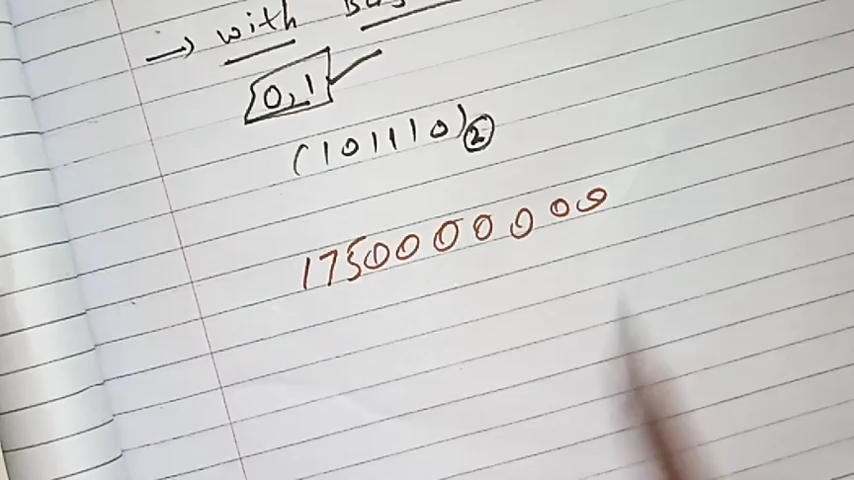 → with
0,1
(101110)②
1750000000